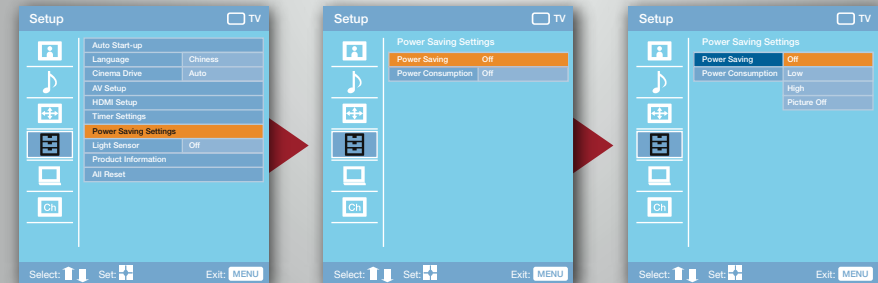 Setup TV
Auto Start-up
Language Chiness
Cinema Drive Auto
AV Setup
HDMI Setup
Timer Settings
Power Saving Settings
Light Sensor Off
Product Information
All Reset
Ch
Select: Set: Exit: MENU
Setup TV
Power Saving Settings
Power Saving Off
Power Consumption Off
Ch
Select: Set: Exit: MENU
Setup TV
Power Saving Settings
Power Saving Off
Power Consumption Low
High
Picture Off
Ch
Select: Set: Exit: MENU